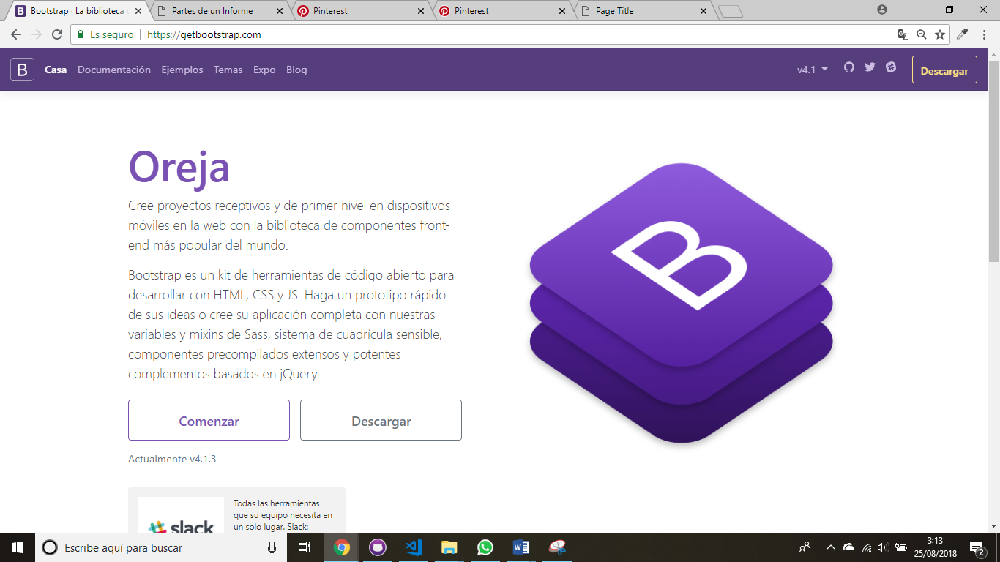 Bootstrap · La biblioteca
Partes de un Informe
Pinterest
Pinterest
Page Title
Es seguro
https://getbootstrap.com
B
Casa
Documentación
Ejemplos
Temas
Expo
Blog
v4.1
Descargar
Oreja
Cree proyectos receptivos y de primer nivel en dispositivos
móviles en la web con la biblioteca de componentes front-
end más popular del mundo.
Bootstrap es un kit de herramientas de código abierto para
desarrollar con HTML, CSS y JS. Haga un prototipo rápido
de sus ideas o cree su aplicación completa con nuestras
variables y mixins de Sass, sistema de cuadrícula sensible,
componentes precompilados extensos y potentes
complementos basados en jQuery.
Comenzar
Descargar
Actualmente v4.1.3
B
slack
Todas las herramientas
que su equipo necesita en
un solo lugar. Slack:
Escribe aquí para buscar
3:13
25/08/2018
2